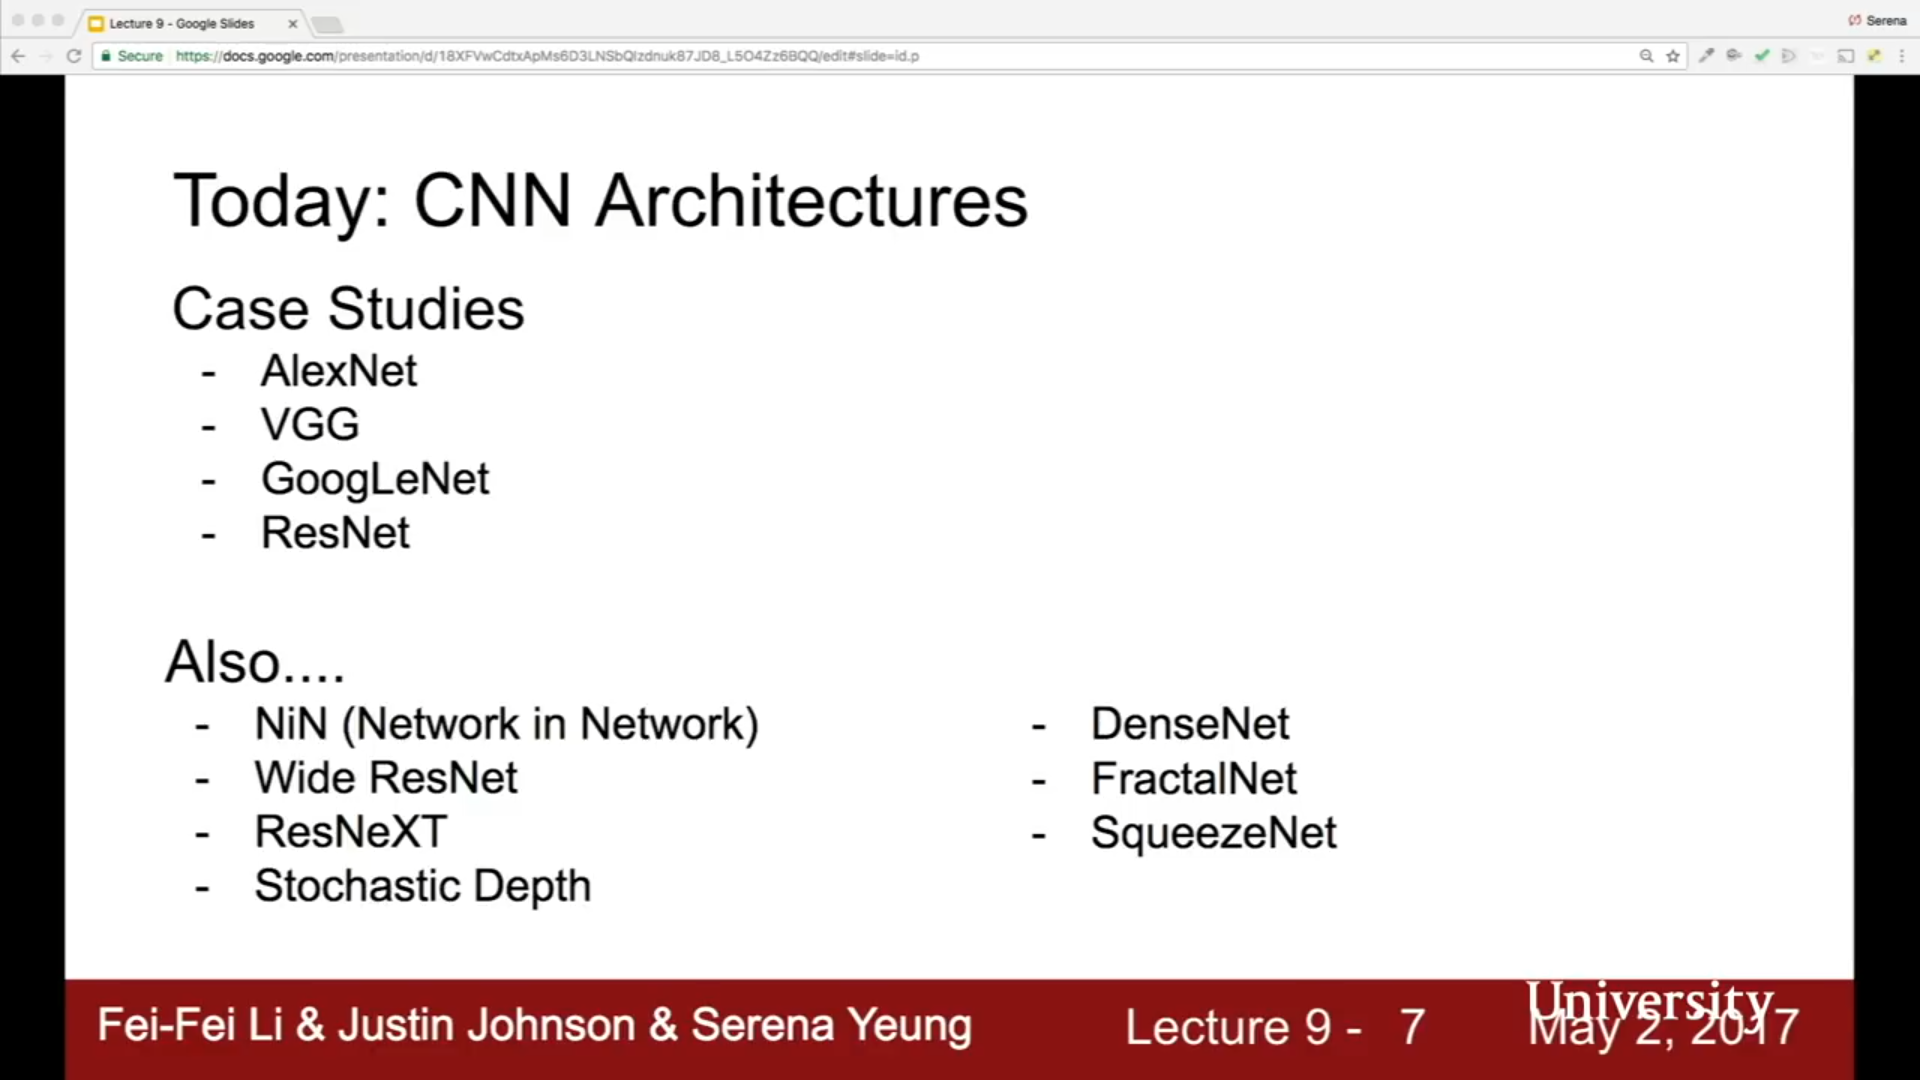 Lecture 9 - Google Slides
Serena
Secure https://docs.google.com/presentation/d/18XFVwCdtxApMs6D3LNSbQIzdnuk87JD8_L5O4Zz6BQQ/edit#slide=id.p
Today: CNN Architectures
Case Studies
- AlexNet
- VGG
- GoogLeNet
- ResNet
Also....
- NiN (Network in Network)
- Wide ResNet
- ResNeXT
- Stochastic Depth
- DenseNet
- FractalNet
- SqueezeNet
Fei-Fei Li & Justin Johnson & Serena Yeung
Lecture 9 - 7
University
May 2, 2017